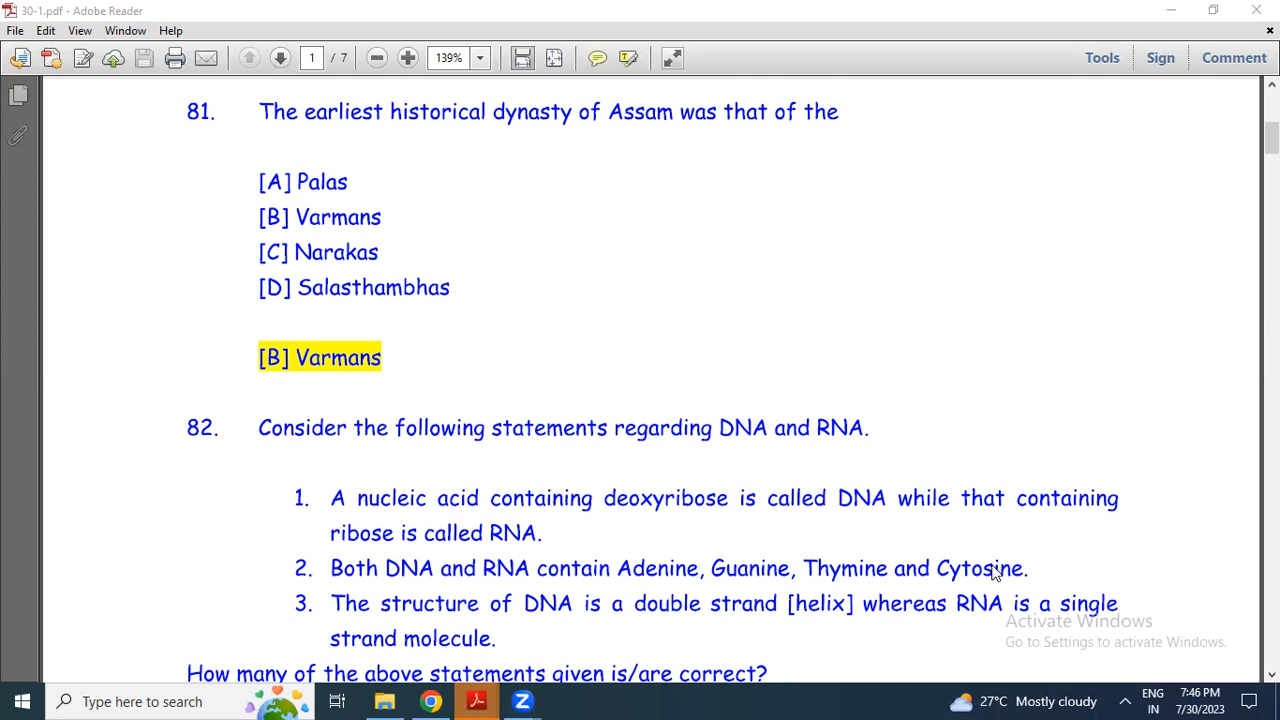 30-1.pdf - Adobe Reader
File Edit View Window Help
1 / 7 139% Tools Sign Comment
81. The earliest historical dynasty of Assam was that of the
[A] Palas
[B] Varmans
[C] Narakas
[D] Salasthambhas
[B] Varmans
82. Consider the following statements regarding DNA and RNA.
1. A nucleic acid containing deoxyribose is called DNA while that containing
ribose is called RNA.
2. Both DNA and RNA contain Adenine, Guanine, Thymine and Cytosine.
3. The structure of DNA is a double strand [helix] whereas RNA is a single
strand molecule.
Activate Windows
Go to Settings to activate Windows.
How many of the above statements given is/are correct?
Type here to search
27°C Mostly cloudy
ENG
IN
7:46 PM
7/30/2023